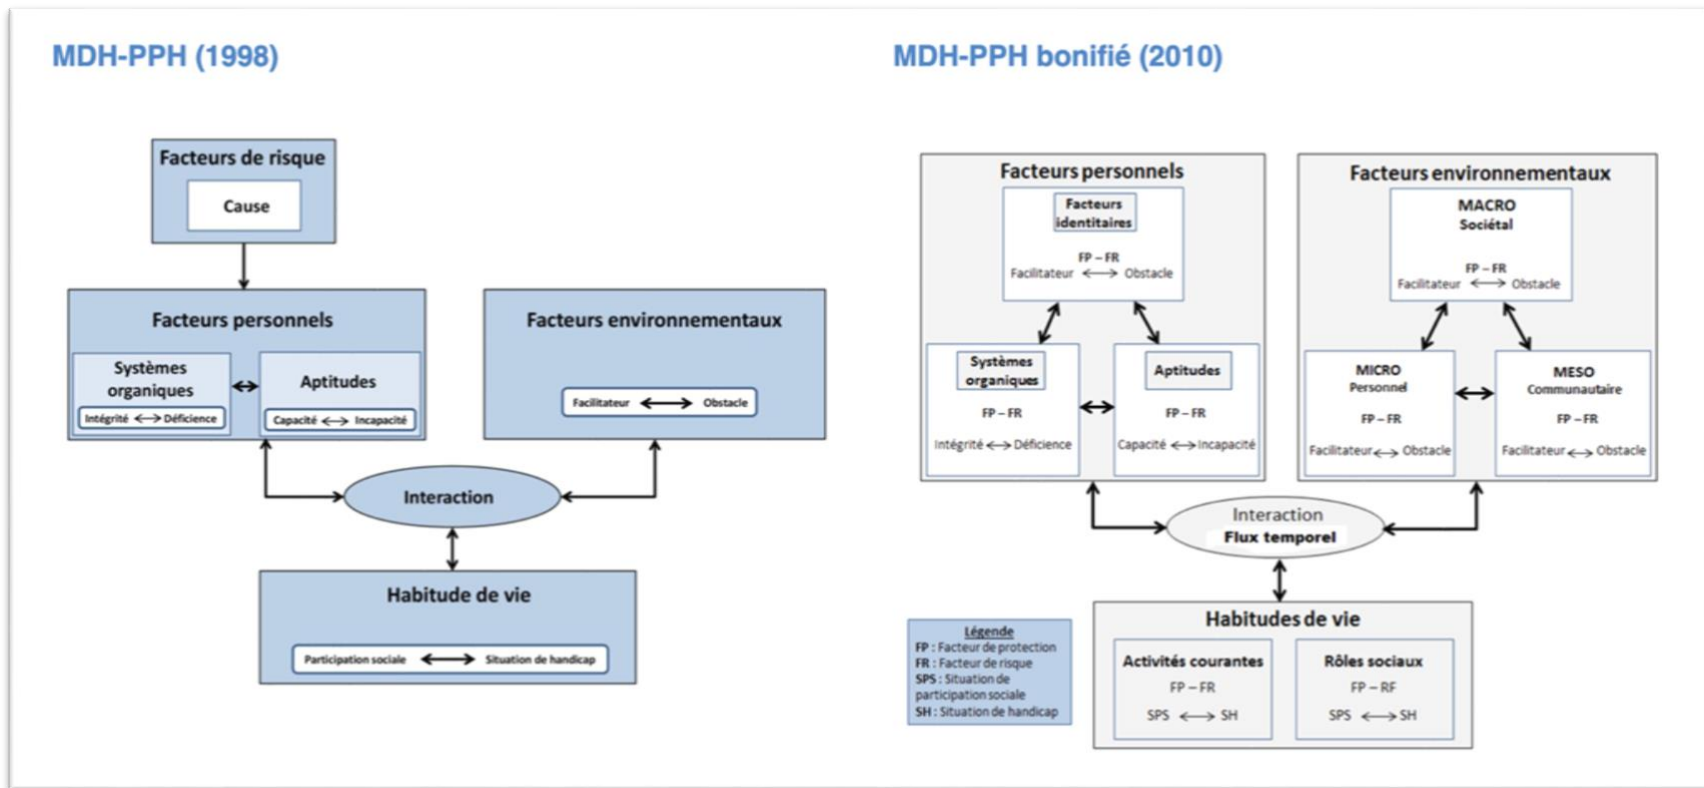 MDH-PPH (1998)
Facteurs de risque
Cause
Facteurs personnels
Systèmes
organiques
Intégrité ⟷ Déficience
Aptitudes
Capacité ⟷ Incapacité
Facteurs environnementaux
Facilitateur ⟷ Obstacle
Interaction
Habitude de vie
Participation sociale ⟷ Situation de handicap
MDH-PPH bonifié (2010)
Facteurs personnels
Facteurs
identitaires
FP – FR
Facilitateur ⟷ Obstacle
Systèmes
organiques
FP – FR
Intégrité ⟷ Déficience
Aptitudes
FP – FR
Capacité ⟷ Incapacité
Facteurs environnementaux
MACRO
Sociétal
FP – FR
Facilitateur ⟷ Obstacle
MICRO
Personnel
FP – FR
Facilitateur ⟷ Obstacle
MESO
Communautaire
FP – FR
Facilitateur ⟷ Obstacle
Interaction
Flux temporel
Habitudes de vie
Activités courantes
FP – FR
SPS ⟷ SH
Rôles sociaux
FP – RF
SPS ⟷ SH
Légende
FP : Facteur de protection
FR : Facteur de risque
SPS : Situation de
participation sociale
SH : Situation de handicap